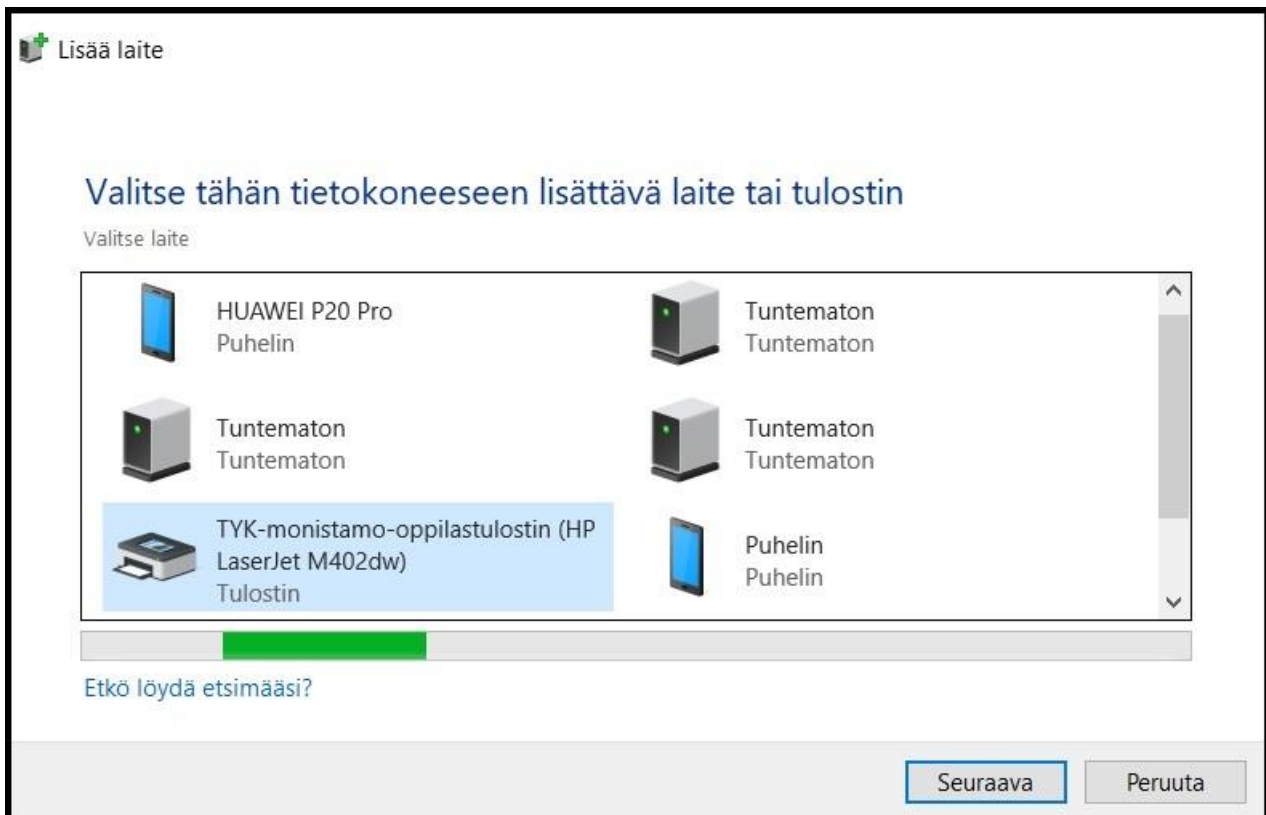 Lisää laite
Valitse tähän tietokoneeseen lisättävä laite tai tulostin
Valitse laite
HUAWEI P20 Pro
Puhelin
Tuntematon
Tuntematon
Tuntematon
Tuntematon
Tuntematon
Tuntematon
TYK-monistamo-oppilastulostin (HP
LaserJet M402dw)
Tulostin
Puhelin
Puhelin
Etkö löydä etsimääsi?
Seuraava
Peruuta